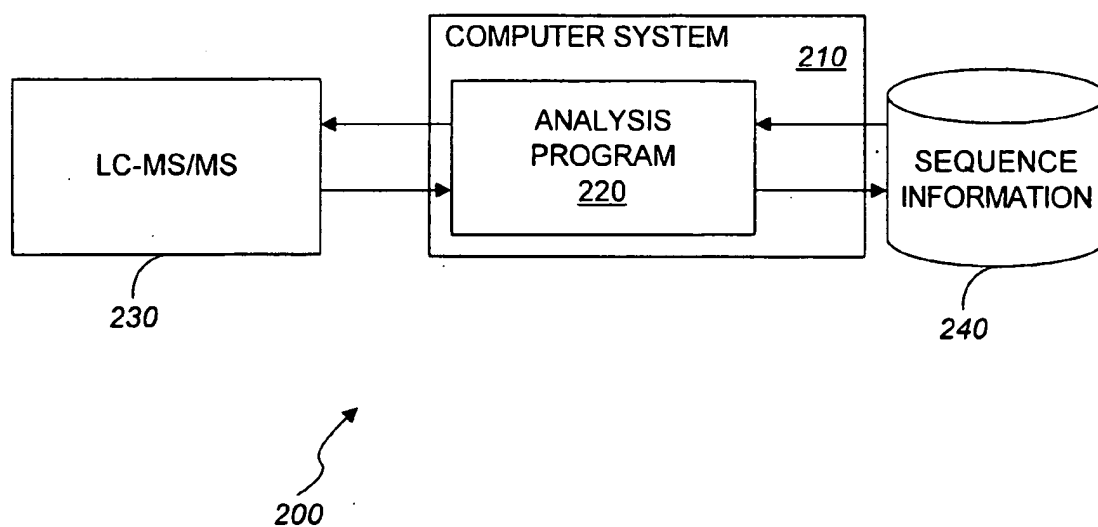 COMPUTER SYSTEM
210
LC-MS/MS
ANALYSIS
PROGRAM
220
SEQUENCE
INFORMATION
230
240
200